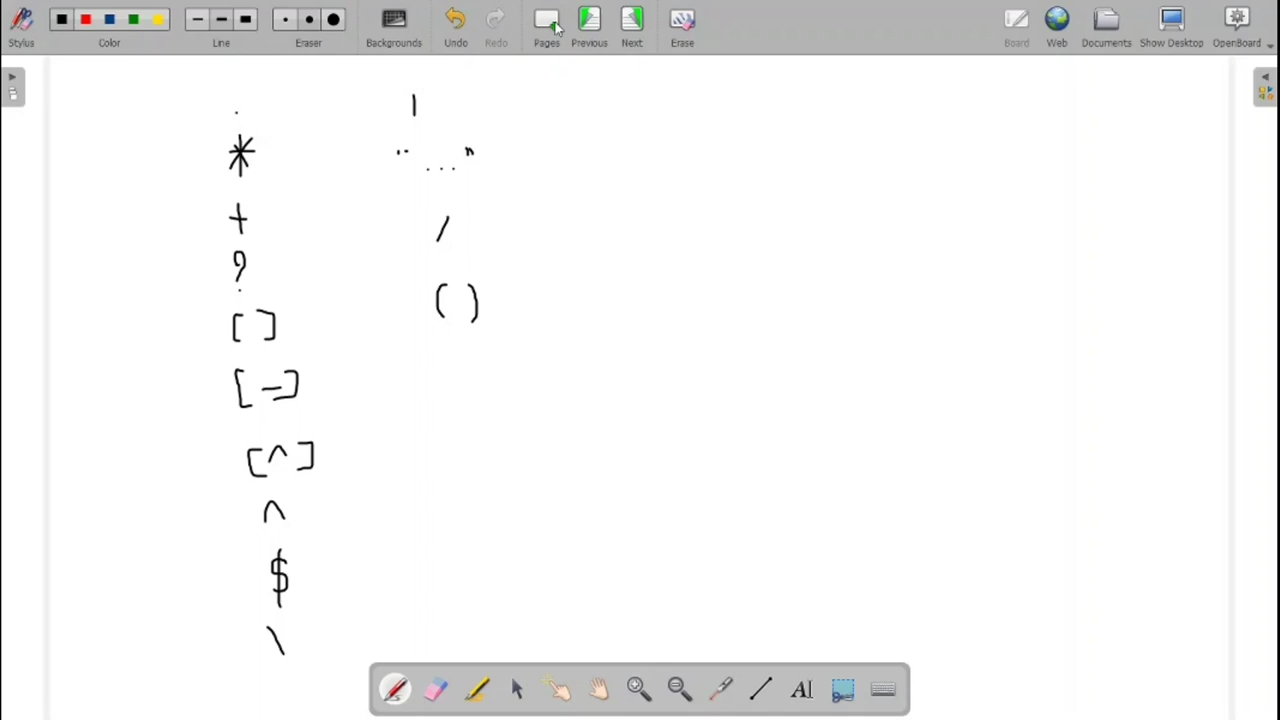 Stylus
Color
Line
Eraser
Backgrounds
Undo
Redo
Pages
Previous
Next
Erase
Board
Web
Documents
Show Desktop
OpenBoard
.
*
+
?
[ ]
[ - ]
[ ^ ]
^
$
\
|
" ... "
/
( )